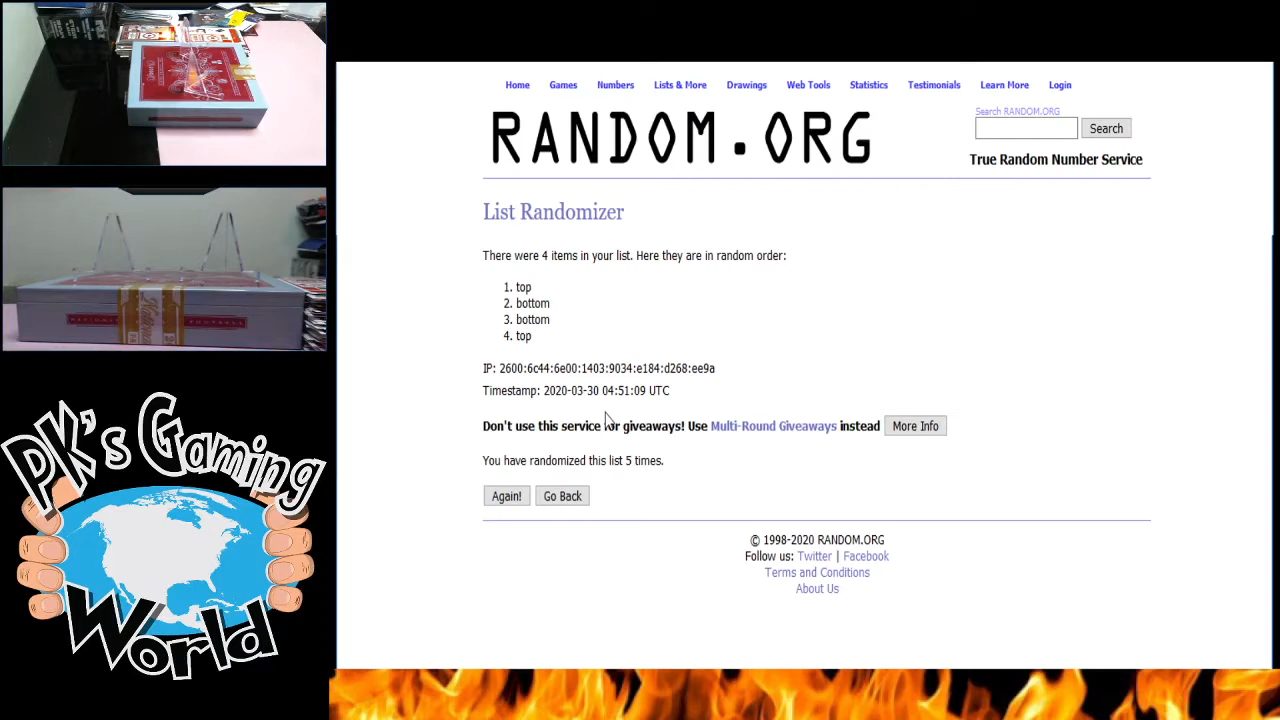 Home Games Numbers Lists & More Drawings Web Tools Statistics Testimonials Learn More Login
RANDOM.ORG
Search RANDOM.ORG
Search
True Random Number Service
List Randomizer
There were 4 items in your list. Here they are in random order:
1. top
2. bottom
3. bottom
4. top
IP: 2600:6c44:6e00:1403:9034:e184:d268:ee9a
Timestamp: 2020-03-30 04:51:09 UTC
Don't use this service for giveaways! Use Multi-Round Giveaways instead More Info
You have randomized this list 5 times.
Again! Go Back
© 1998-2020 RANDOM.ORG
Follow us: Twitter | Facebook
Terms and Conditions
About Us
PK's Gaming
World